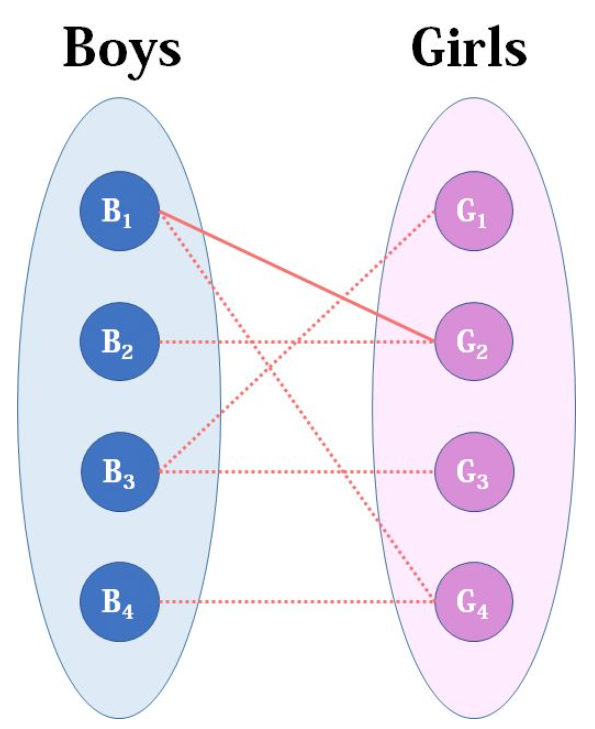 Boys Girls
B₁ G₁
B₂ G₂
B₃ G₃
B₄ G₄